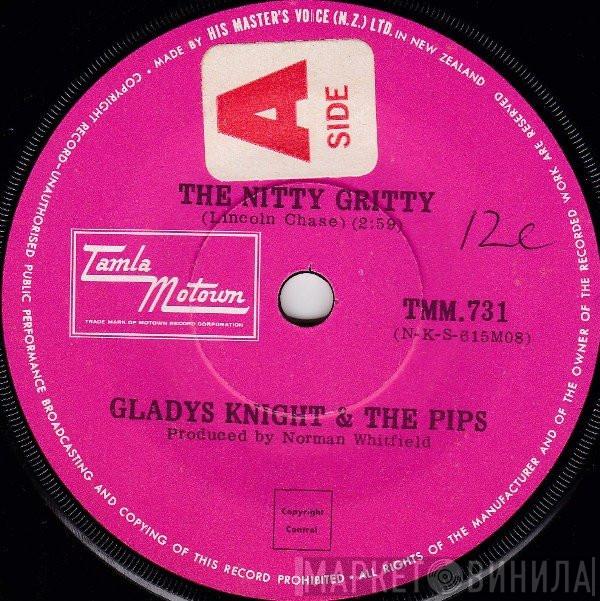 • MADE BY HIS MASTER'S VOICE (N.Z.) LTD. IN NEW ZEALAND
COPYRIGHT RECORD-UNAUTHORISED PUBLIC PERFORMANCE BROADCASTING AND COPYING OF THIS RECORD PROHIBITED • ALL RIGHTS OF THE MANUFACTURER AND OF THE OWNER OF THE RECORDED WORK ARE RESERVED
A
SIDE
THE NITTY GRITTY
(Lincoln Chase) (2:59)
12c
Tamla
Motown
TRADE MARK OF MOTOWN RECORD CORPORATION
TMM.731
(N-K-S-615M08)
GLADYS KNIGHT & THE PIPS
Produced by Norman Whitfield
Copyright
Control
МАРКЕТ ВИНИЛА